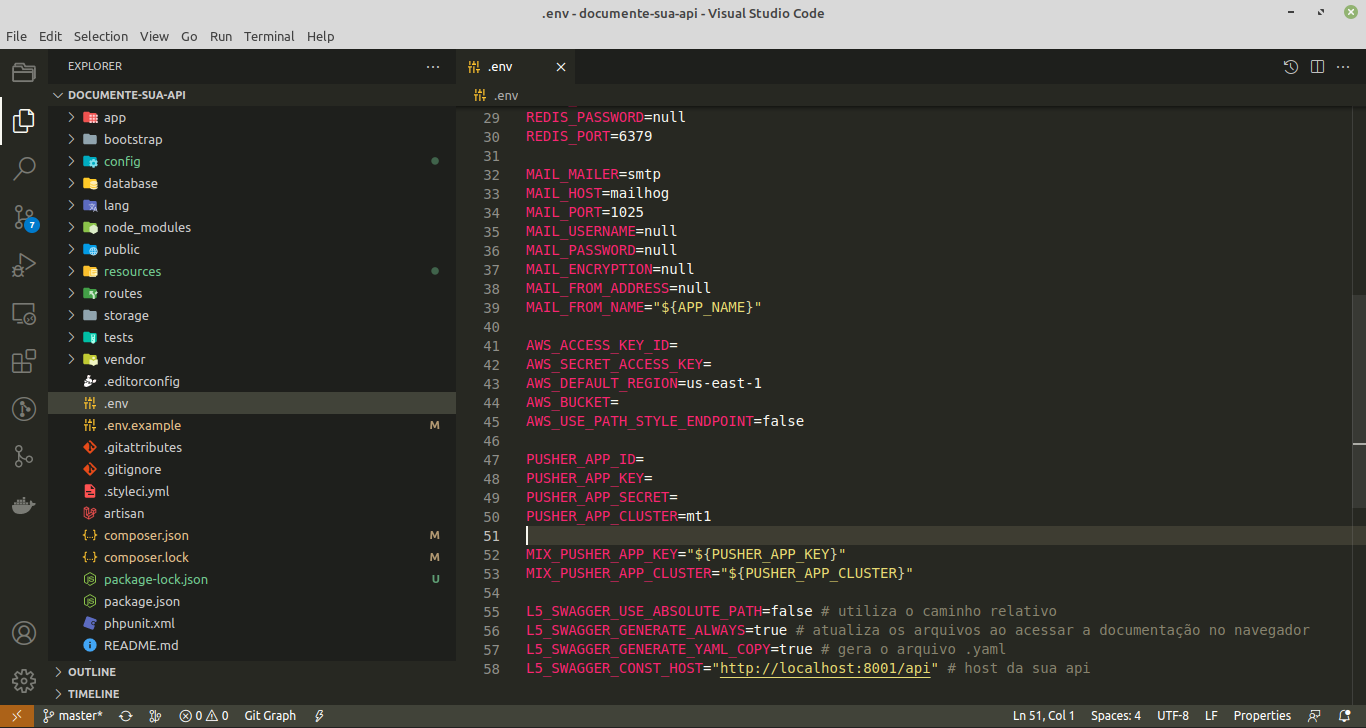 .env - documente-sua-api - Visual Studio Code
File Edit Selection View Go Run Terminal Help
EXPLORER
.env
DOCUMENTE-SUA-API
.env
app
bootstrap
config
database
lang
node_modules
public
resources
routes
storage
tests
vendor
.editorconfig
.env
.env.example M
.gitattributes
.gitignore
.styleci.yml
artisan
composer.json M
composer.lock M
package-lock.json U
package.json
phpunit.xml
README.md
OUTLINE
TIMELINE
7
29 REDIS_PASSWORD=null
30 REDIS_PORT=6379
31
32 MAIL_MAILER=smtp
33 MAIL_HOST=mailhog
34 MAIL_PORT=1025
35 MAIL_USERNAME=null
36 MAIL_PASSWORD=null
37 MAIL_ENCRYPTION=null
38 MAIL_FROM_ADDRESS=null
39 MAIL_FROM_NAME="${APP_NAME}"
40
41 AWS_ACCESS_KEY_ID=
42 AWS_SECRET_ACCESS_KEY=
43 AWS_DEFAULT_REGION=us-east-1
44 AWS_BUCKET=
45 AWS_USE_PATH_STYLE_ENDPOINT=false
46
47 PUSHER_APP_ID=
48 PUSHER_APP_KEY=
49 PUSHER_APP_SECRET=
50 PUSHER_APP_CLUSTER=mt1
51
52 MIX_PUSHER_APP_KEY="${PUSHER_APP_KEY}"
53 MIX_PUSHER_APP_CLUSTER="${PUSHER_APP_CLUSTER}"
54
55 L5_SWAGGER_USE_ABSOLUTE_PATH=false # utiliza o caminho relativo
56 L5_SWAGGER_GENERATE_ALWAYS=true # atualiza os arquivos ao acessar a documentação no navegador
57 L5_SWAGGER_GENERATE_YAML_COPY=true # gera o arquivo .yaml
58 L5_SWAGGER_CONST_HOST="http://localhost:8001/api" # host da sua api
master* 0 0 Git Graph Ln 51, Col 1 Spaces: 4 UTF-8 LF Properties